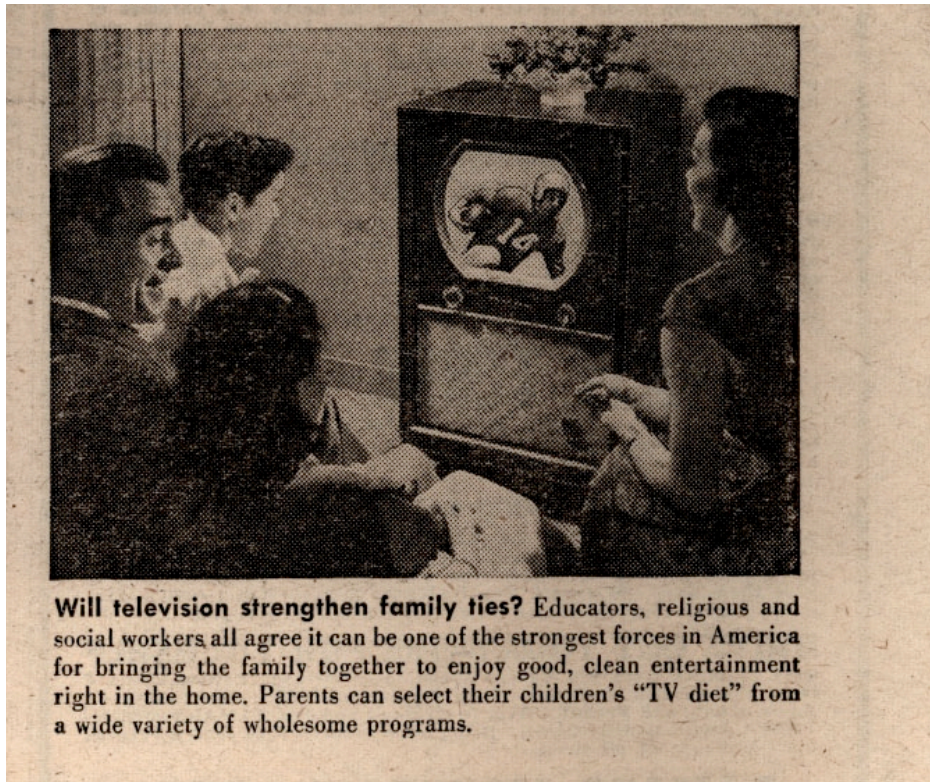 14
Will television strengthen family ties? Educators, religious and
social workers, all agree it can be one of the strongest forces in America
for bringing the family together to enjoy good, clean entertainment
right in the home. Parents can select their children's “TV diet” from
a wide variety of wholesome programs.